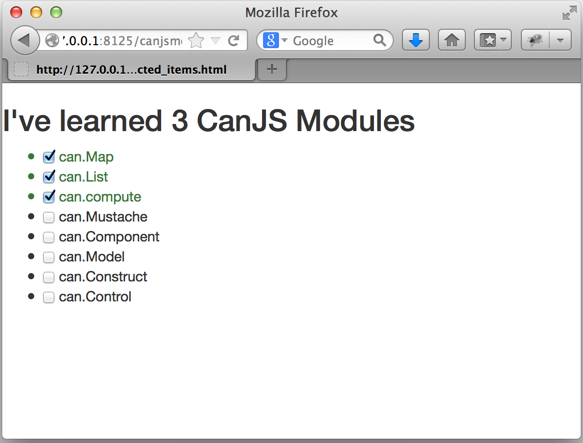 Mozilla Firefox
'.0.0.1:8125/canjsm
Google
http://127.0.0.1...cted_items.html
I've learned 3 CanJS Modules
can.Map
can.List
can.compute
can.Mustache
can.Component
can.Model
can.Construct
can.Control